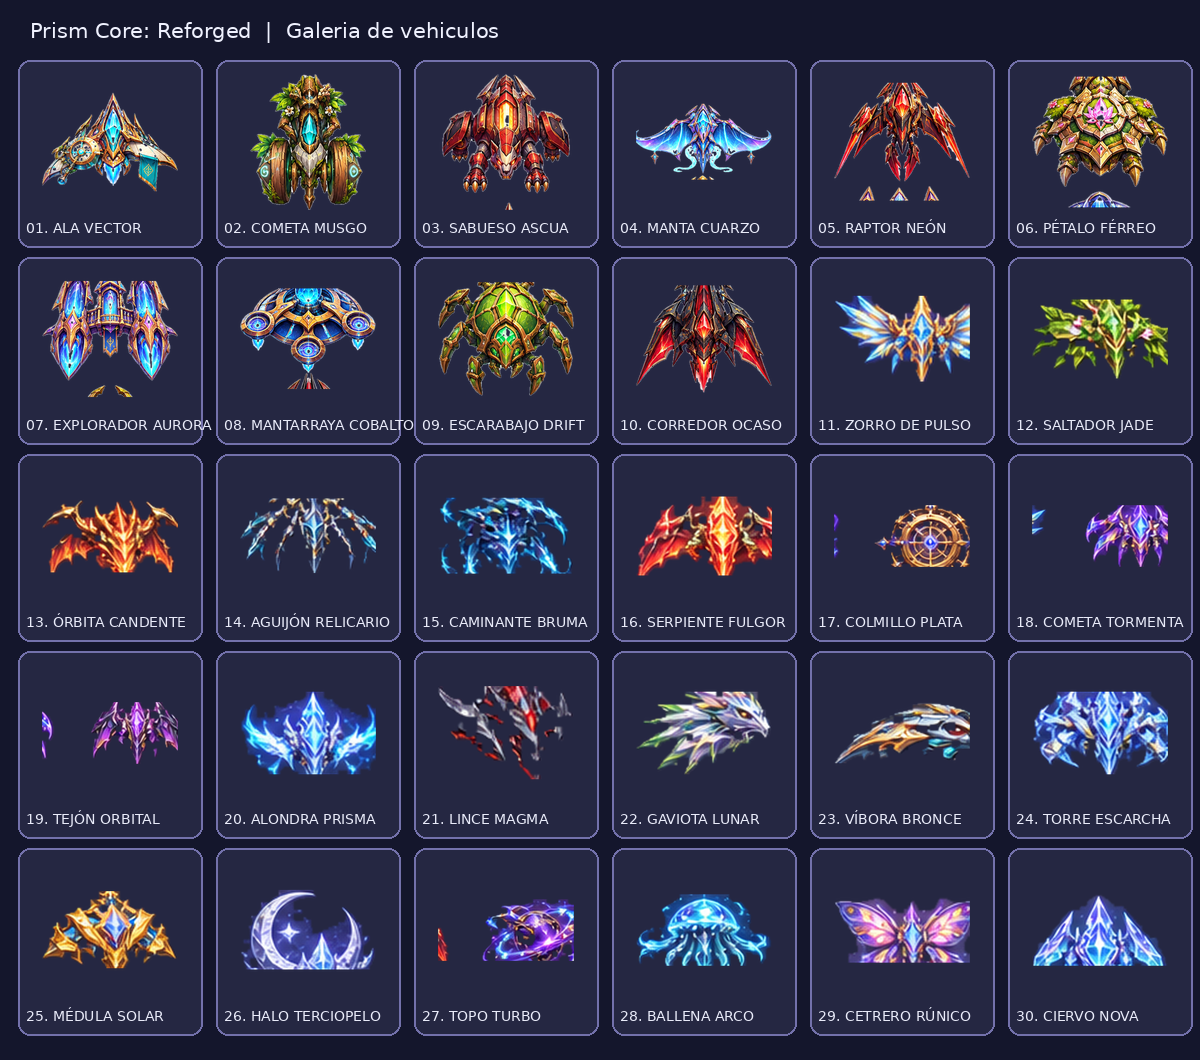 Prism Core: Reforged | Galeria de vehiculos
01. ALA VECTOR
02. COMETA MUSGO
03. SABUESO ASCUA
04. MANTA CUARZO
05. RAPTOR NEÓN
06. PÉTALO FÉRREO
07. EXPLORADOR AURORA
08. MANTARRAYA COBALTO
09. ESCARABAJO DRIFT
10. CORREDOR OCASO
11. ZORRO DE PULSO
12. SALTADOR JADE
13. ÓRBITA CANDENTE
14. AGUIJÓN RELICARIO
15. CAMINANTE BRUMA
16. SERPIENTE FULGOR
17. COLMILLO PLATA
18. COMETA TORMENTA
19. TEJÓN ORBITAL
20. ALONDRA PRISMA
21. LINCE MAGMA
22. GAVIOTA LUNAR
23. VÍBORA BRONCE
24. TORRE ESCARCHA
25. MÉDULA SOLAR
26. HALO TERCIOPELO
27. TOPO TURBO
28. BALLENA ARCO
29. CETRERO RÚNICO
30. CIERVO NOVA